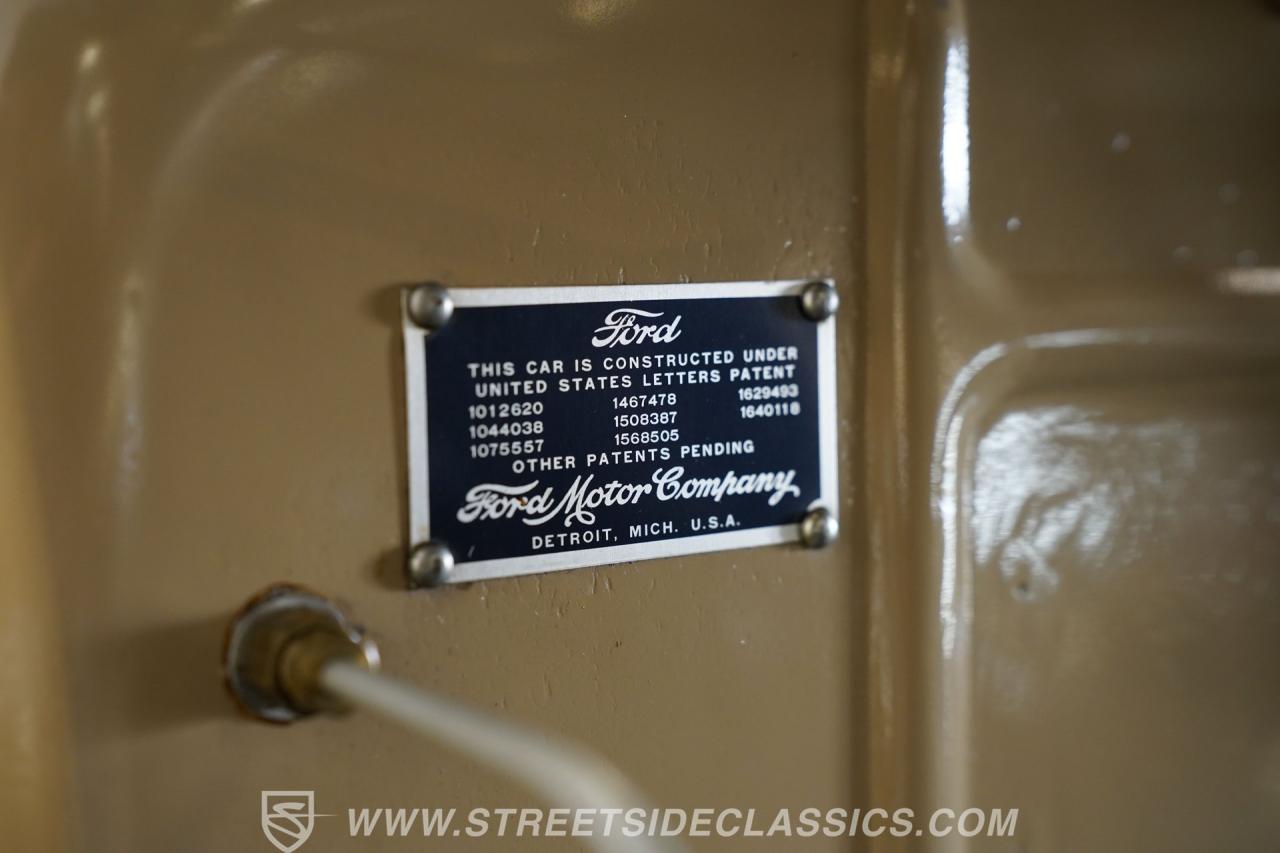 Ford
THIS CAR IS CONSTRUCTED UNDER
UNITED STATES LETTERS PATENT
1012620 1467478 1629493
1044038 1508387 1640118
1075557 1568505
OTHER PATENTS PENDING
Ford Motor Company
DETROIT, MICH. U.S.A.
WWW.STREETSIDECLASSICS.COM